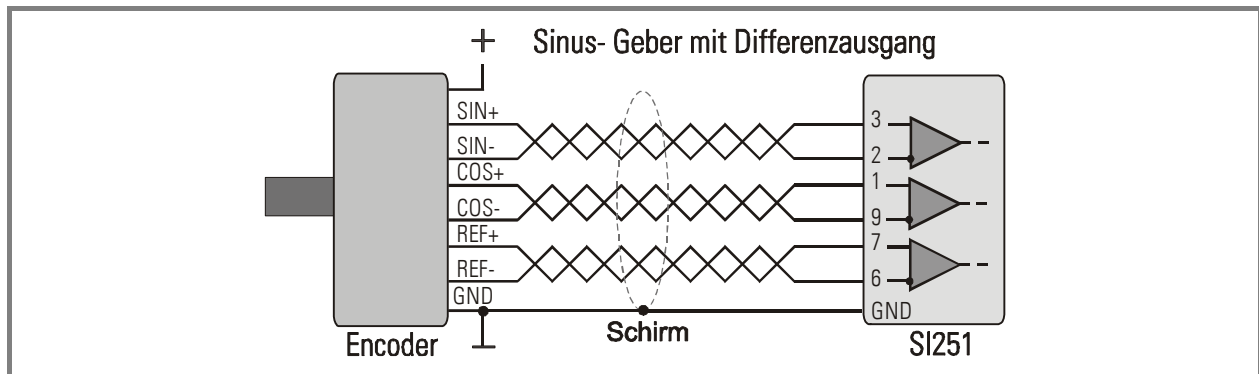 + Sinus- Geber mit Differenzausgang
SIN+
SIN-
COS+
COS-
REF+
REF-
GND
3
2
1
9
7
6
GND
Schirm
Encoder
SI251